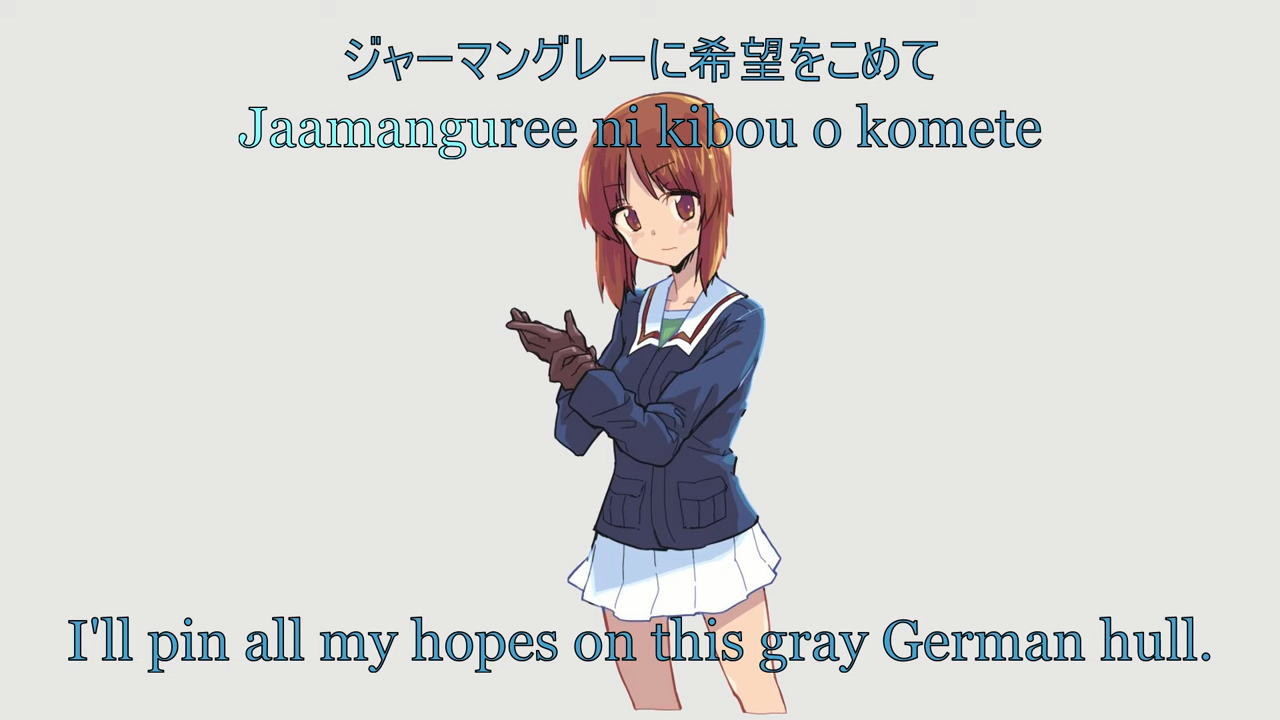 ジャーマングレーに希望をこめて
Jaamanguree ni kibou o komete
I'll pin all my hopes on this gray German hull.